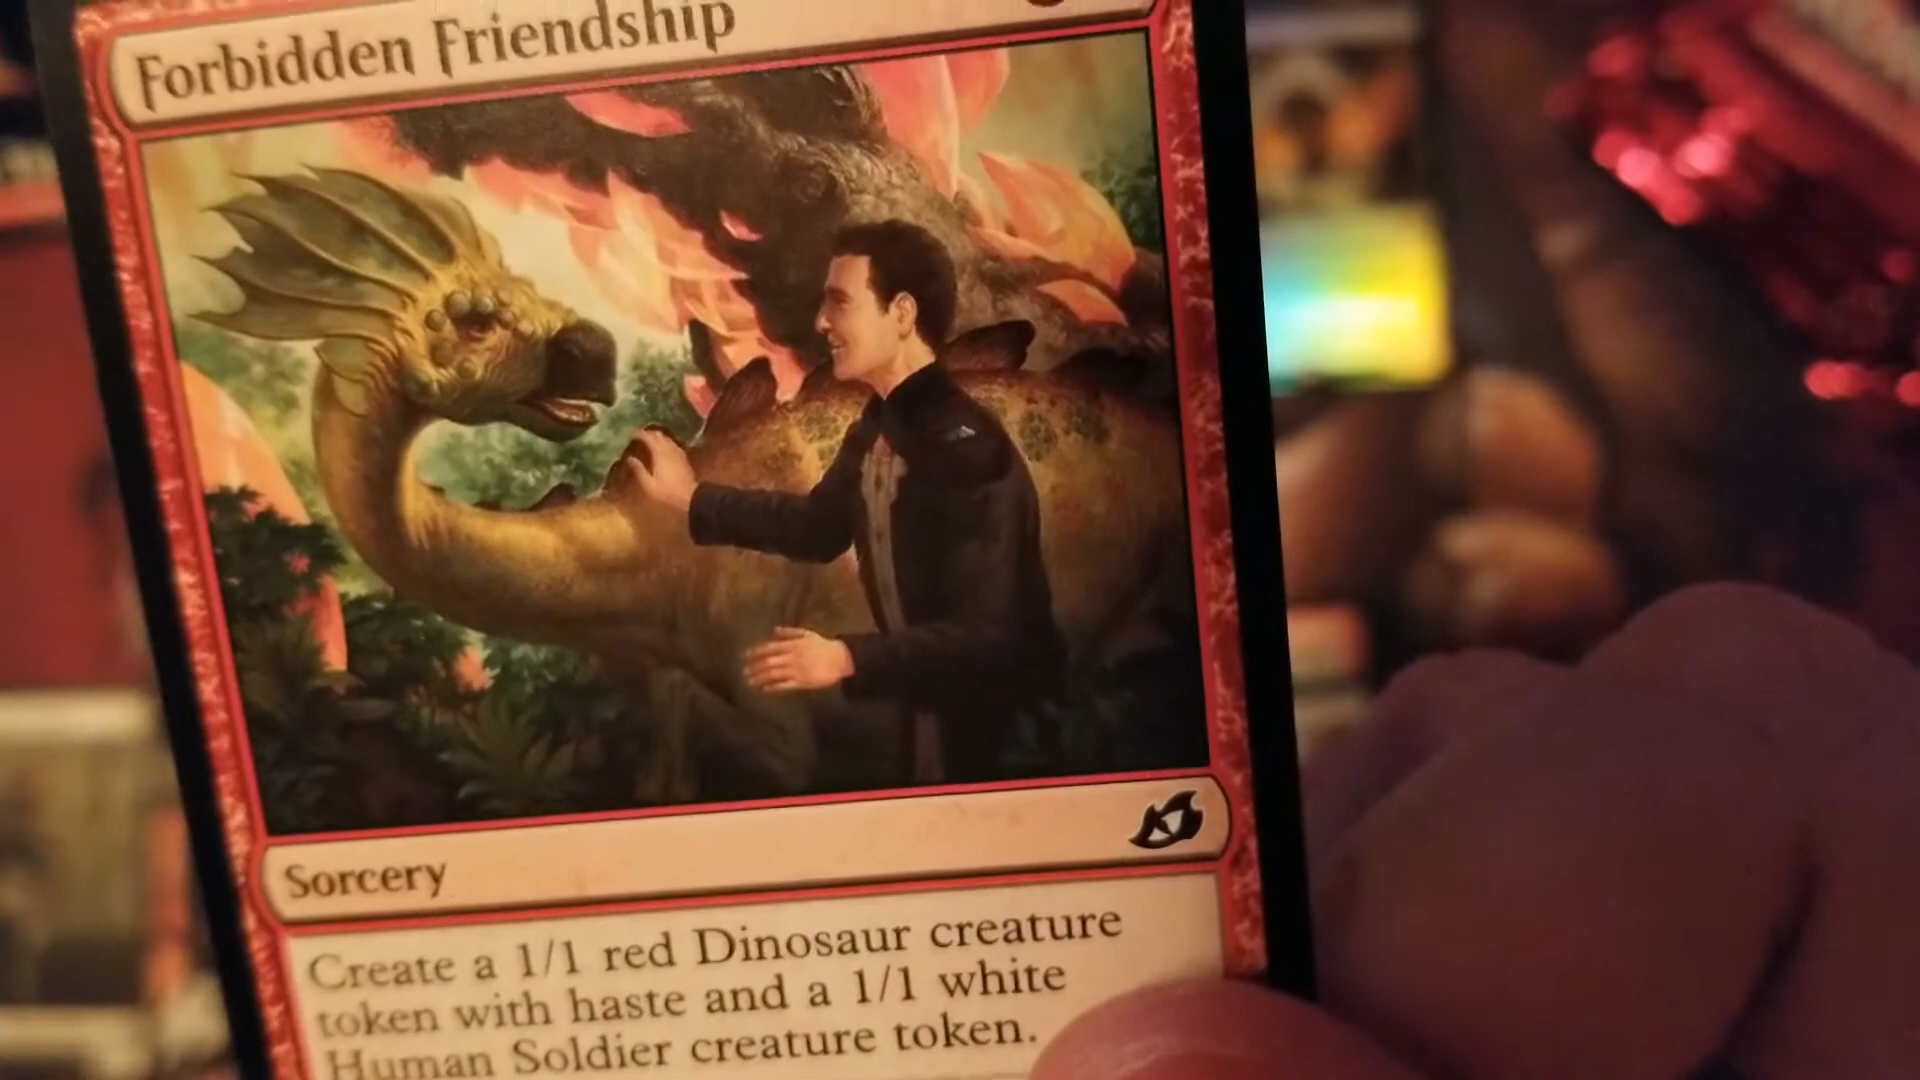 Forbidden Friendship
Sorcery
Create a 1/1 red Dinosaur creature
token with haste and a 1/1 white
Human Soldier creature token.